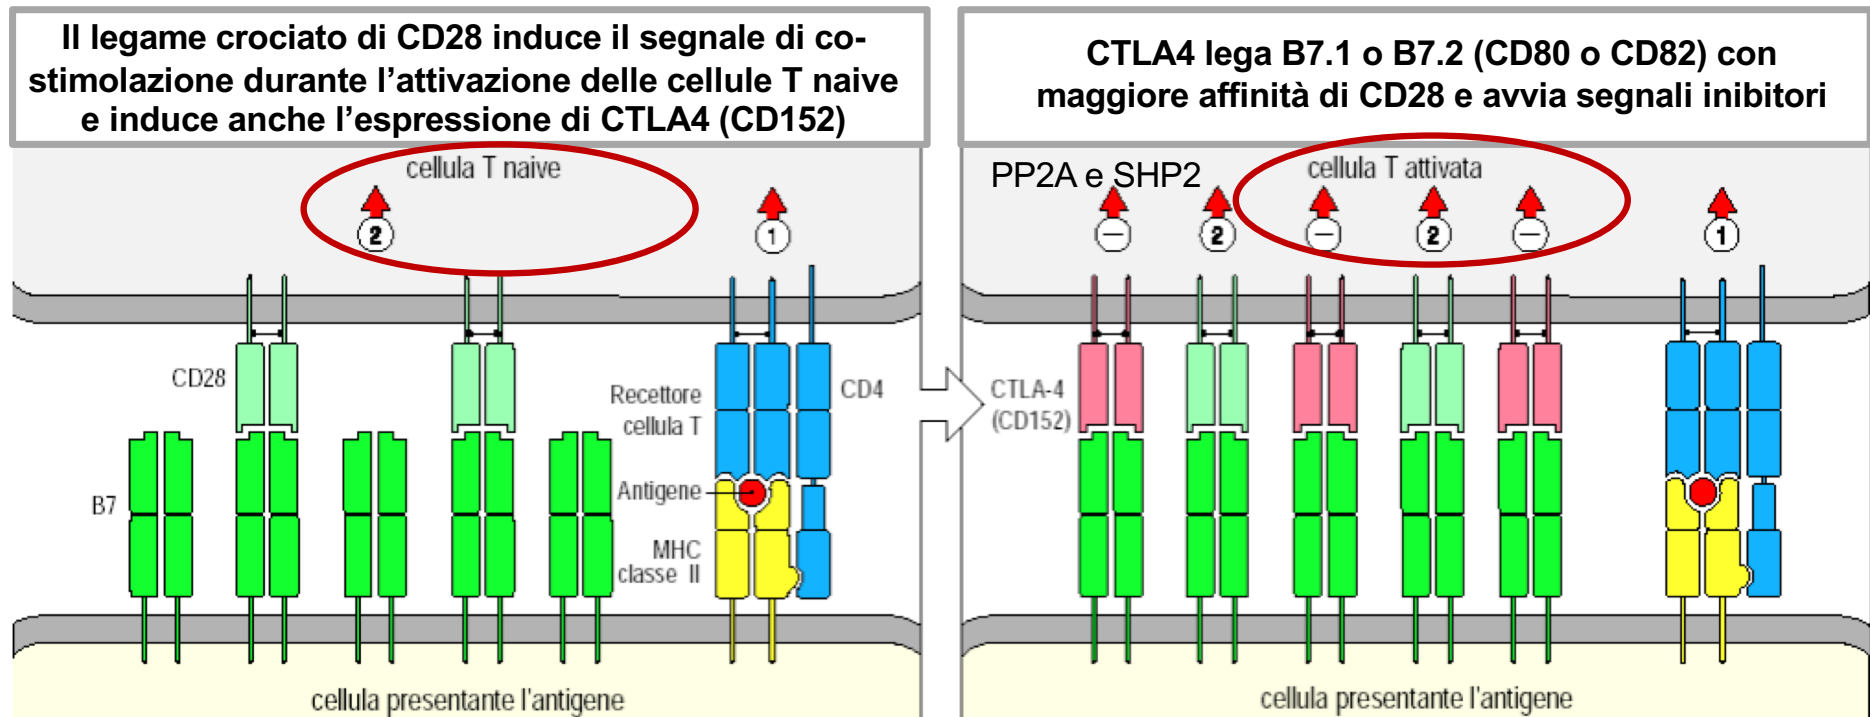 Il legame crociato di CD28 induce il segnale di co-
stimolazione durante l’attivazione delle cellule T naive
e induce anche l’espressione di CTLA4 (CD152)
cellula T naive
2
1
CD28
Recettore
cellula T
CD4
Antigene
B7
MHC
classe II
cellula presentante l'antigene
CTLA4 lega B7.1 o B7.2 (CD80 o CD82) con
maggiore affinità di CD28 e avvia segnali inibitori
PP2A e SHP2
cellula T attivata
– 2 – 2 – 1
CTLA-4
(CD152)
cellula presentante l'antigene